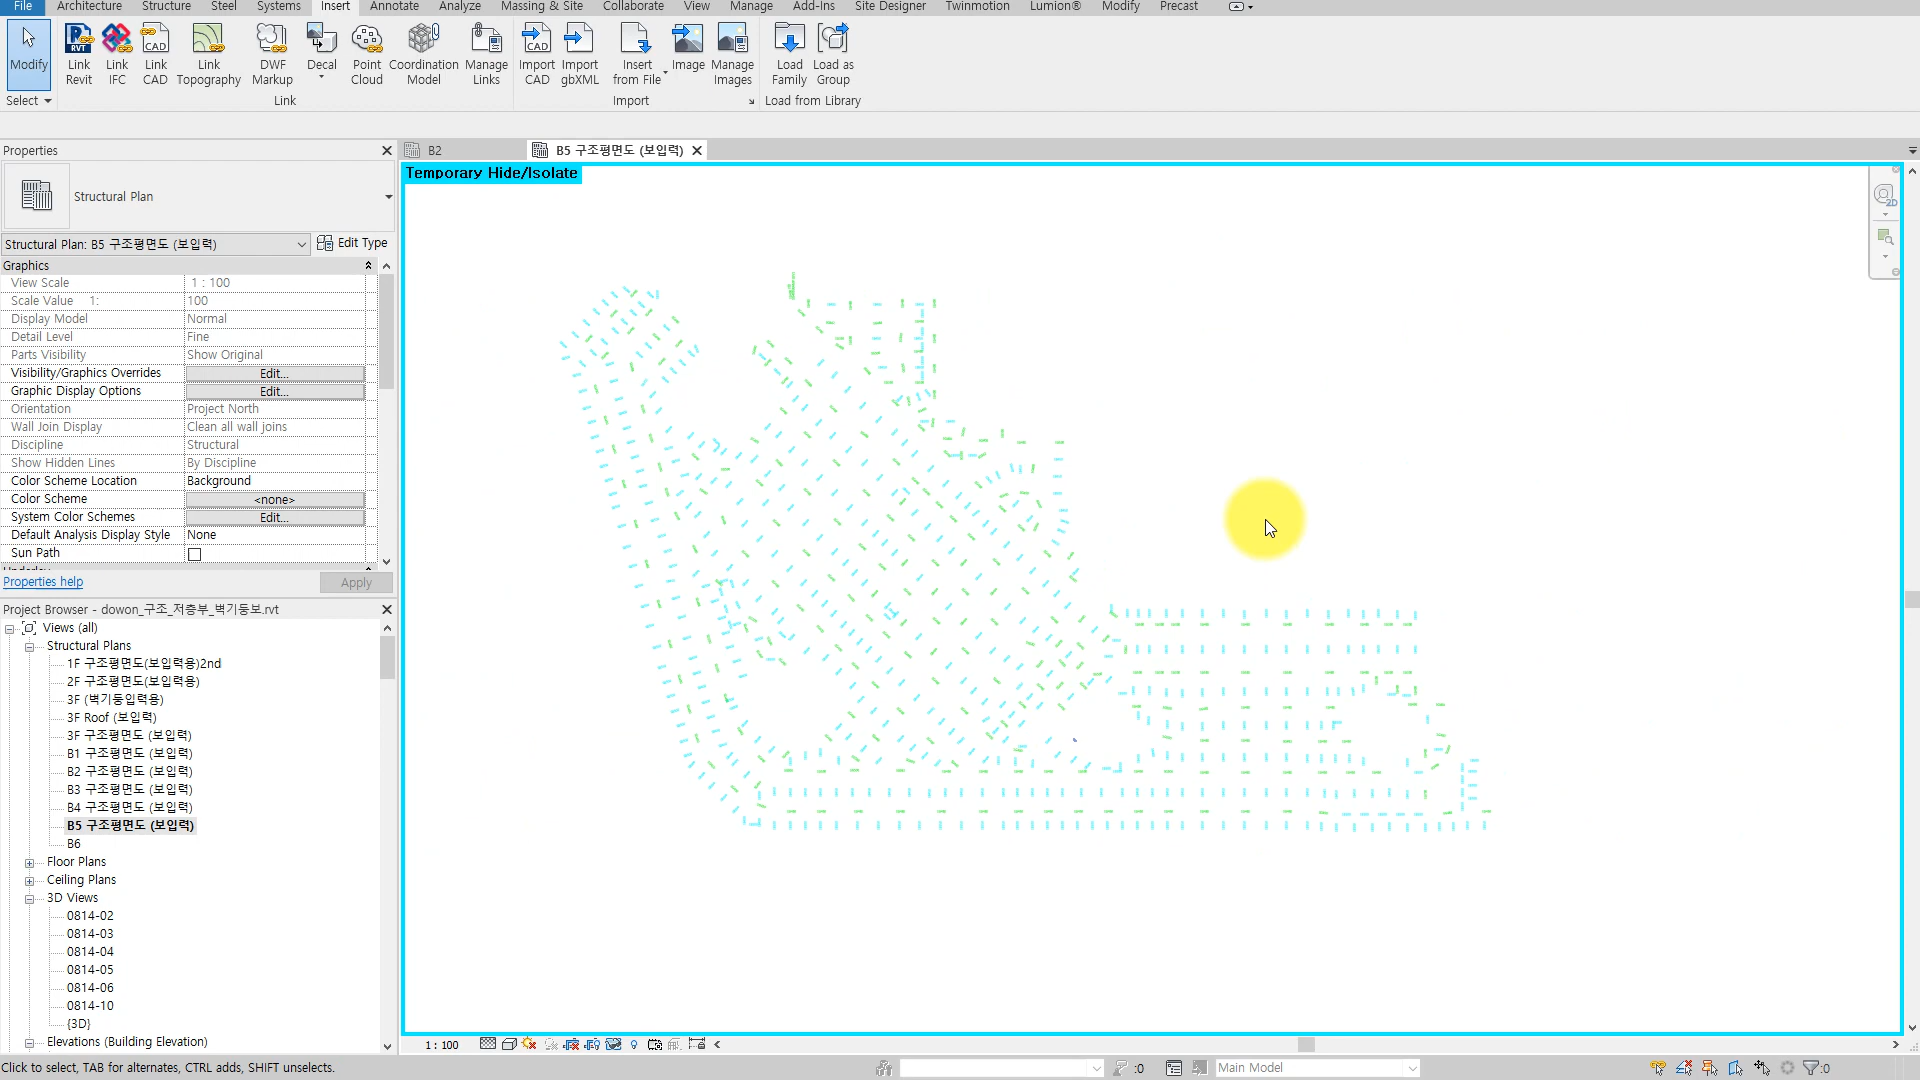 File Architecture Structure Steel Systems Insert Annotate Analyze Massing & Site Collaborate View Manage Add-Ins Site Designer Twinmotion Lumion® Modify Precast
Modify
Link Revit
Link IFC
Link CAD
Link Topography
DWF Markup
Decal
Point Cloud
Coordination Model
Manage Links
Import CAD
Import gbXML
Insert from File
Image
Manage Images
Load Family
Load as Group
Select Link Import Load from Library
Properties
B2
B5 구조평면도 (보입력)
Temporary Hide/Isolate
Structural Plan
Structural Plan: B5 구조평면도 (보입력) Edit Type
Graphics
View Scale 1 : 100
Scale Value 1: 100
Display Model Normal
Detail Level Fine
Parts Visibility Show Original
Visibility/Graphics Overrides Edit...
Graphic Display Options Edit...
Orientation Project North
Wall Join Display Clean all wall joins
Discipline Structural
Show Hidden Lines By Discipline
Color Scheme Location Background
Color Scheme <none>
System Color Schemes Edit...
Default Analysis Display Style None
Sun Path
Underlay
Properties help Apply
Project Browser - dowon_구조_저층부_벽기둥보.rvt
Views (all)
Structural Plans
1F 구조평면도(보입력용)2nd
2F 구조평면도(보입력용)
3F (벽기둥입력용)
3F Roof (보입력)
3F 구조평면도 (보입력)
B1 구조평면도 (보입력)
B2 구조평면도 (보입력)
B3 구조평면도 (보입력)
B4 구조평면도 (보입력)
B5 구조평면도 (보입력)
B6
Floor Plans
Ceiling Plans
3D Views
0814-02
0814-03
0814-04
0814-05
0814-06
0814-10
{3D}
Elevations (Building Elevation)
2D
1 : 100
Click to select, TAB for alternates, CTRL adds, SHIFT unselects.
:0
Main Model
:0